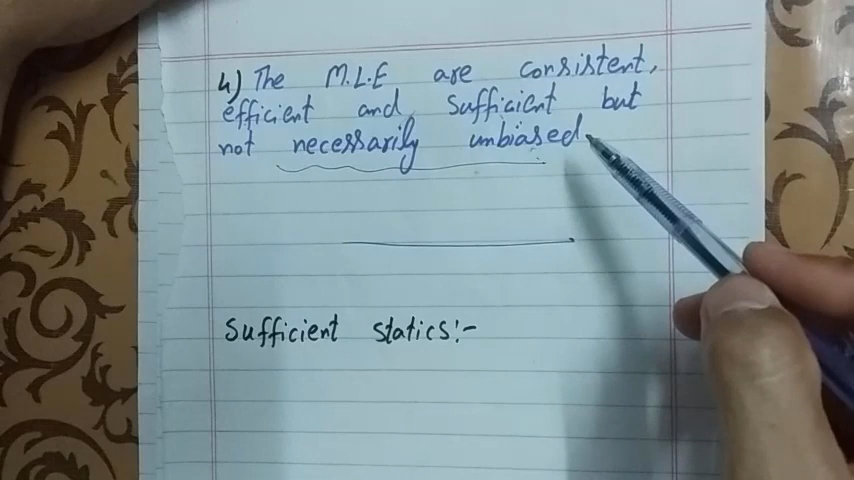 4) The M.L.E are consistent,
efficient and sufficient but
not necessarily unbiased.
Sufficient statics:-